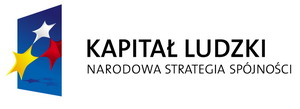 KAPITAŁ LUDZKI
NARODOWA STRATEGIA SPÓJNOŚCI